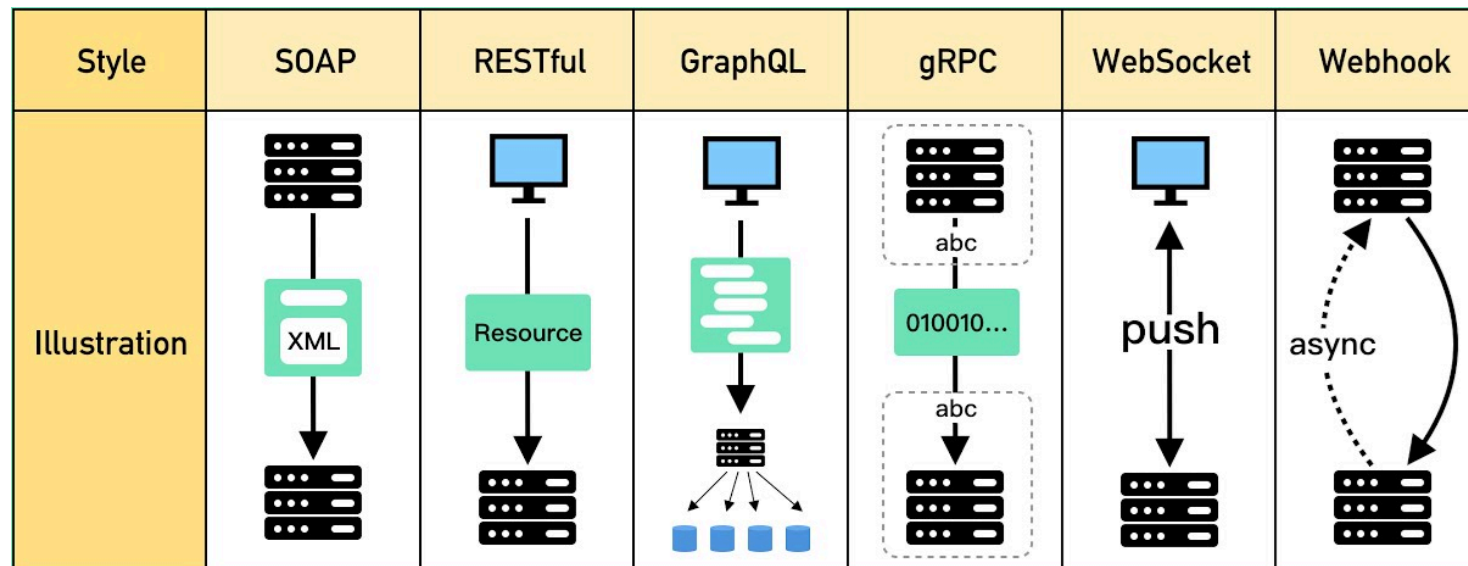 Style SOAP RESTful GraphQL gRPC WebSocket Webhook
Illustration
XML
Resource
abc
010010...
abc
push
async